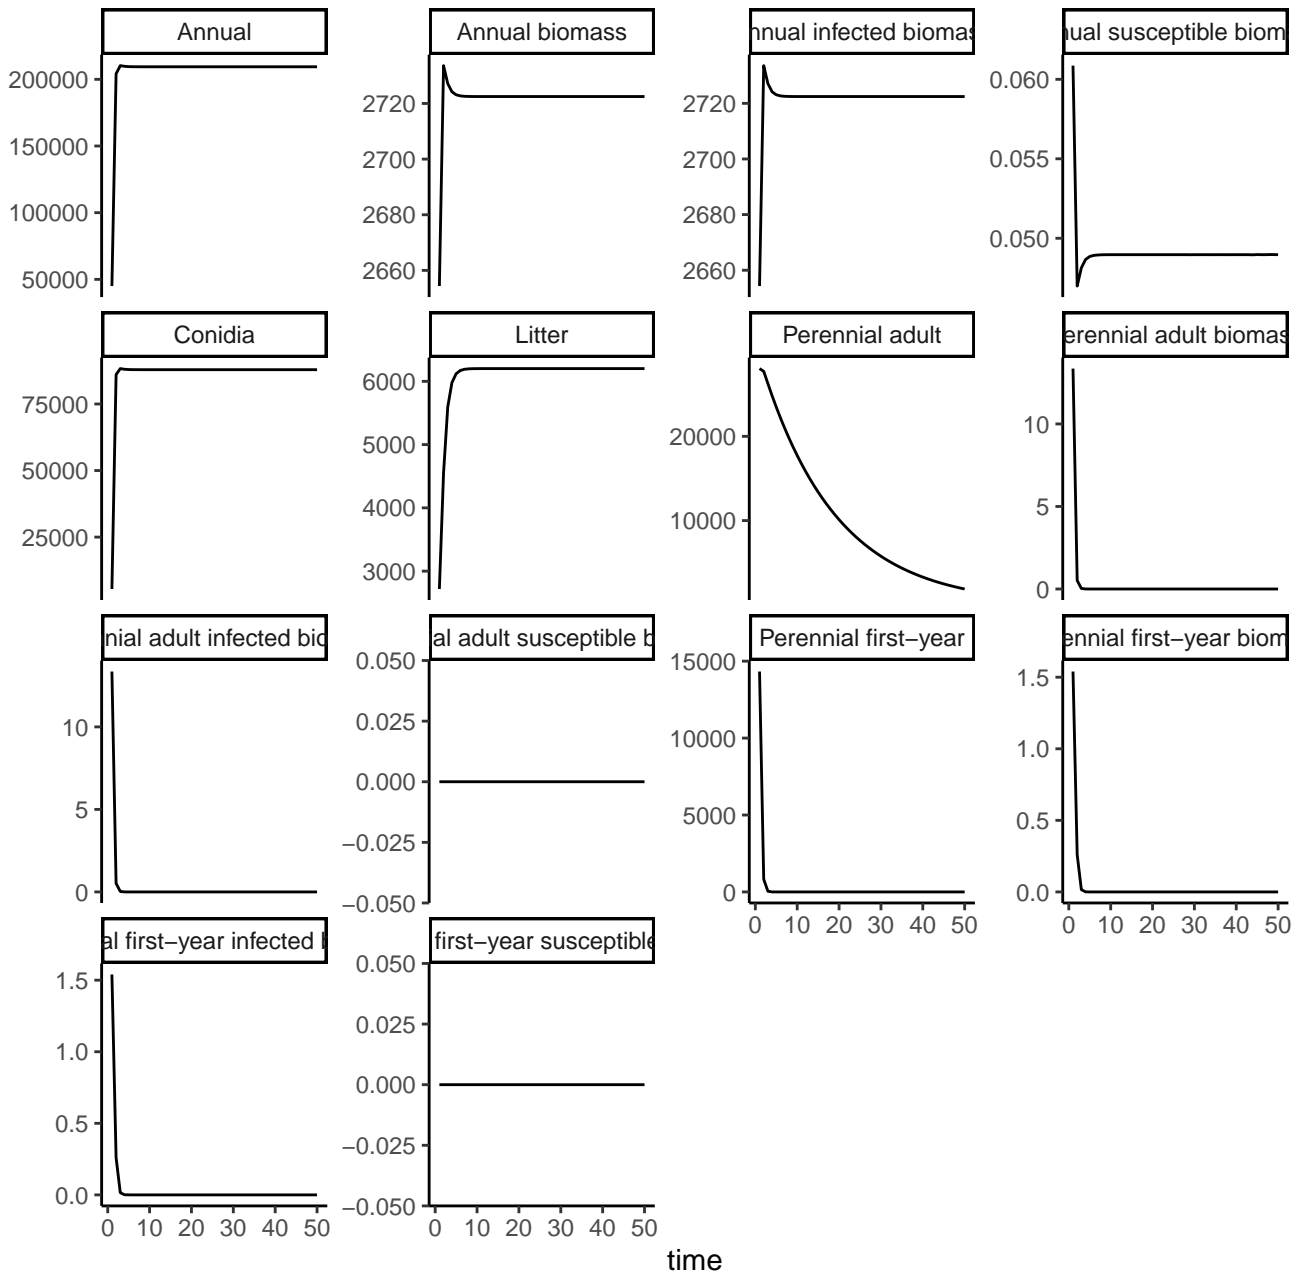 Annual
Annual biomass
nnual infected biomas
nual susceptible biom
200000
150000
100000
50000
2720
2700
2680
2660
2720
2700
2680
2660
0.060
0.055
0.050
Conidia
Litter
Perennial adult
erennial adult biomas
75000
50000
25000
6000
5000
4000
3000
20000
10000
10
5
0
nial adult infected bio
al adult susceptible b
Perennial first−year
ennial first−year biom
10
5
0
0.050
0.025
0.000
−0.025
−0.050
15000
10000
5000
0
1.5
1.0
0.5
0.0
0 10 20 30 40 50
0 10 20 30 40 50
al first−year infected b
first−year susceptible
1.5
1.0
0.5
0.0
0.050
0.025
0.000
−0.025
−0.050
0 10 20 30 40 50
0 10 20 30 40 50
time